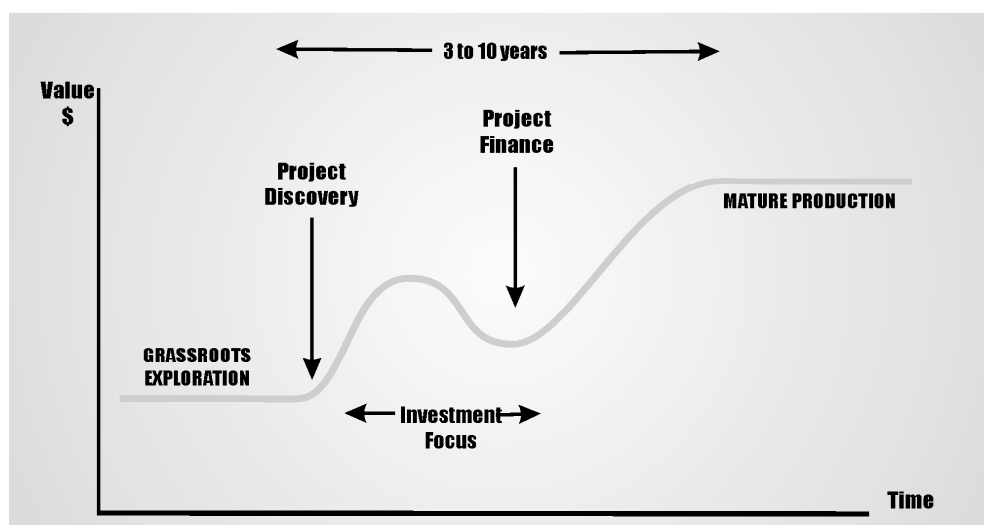 3 to 10 years
Value
$
Project
Finance
Project
Discovery
MATURE PRODUCTION
GRASSROOTS
EXPLORATION
Investment
Focus
Time